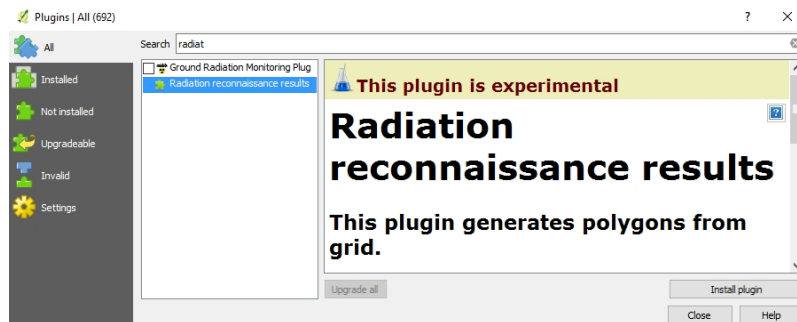 Plugins | All (692)
? X
All
Search radiat
Installed
Not installed
Upgradeable
Invalid
Settings
Ground Radiation Monitoring Plug
Radiation reconnaissance results
This plugin is experimental
?
Radiation
reconnaissance results
This plugin generates polygons from
grid.
Upgrade all
Install plugin
Close
Help